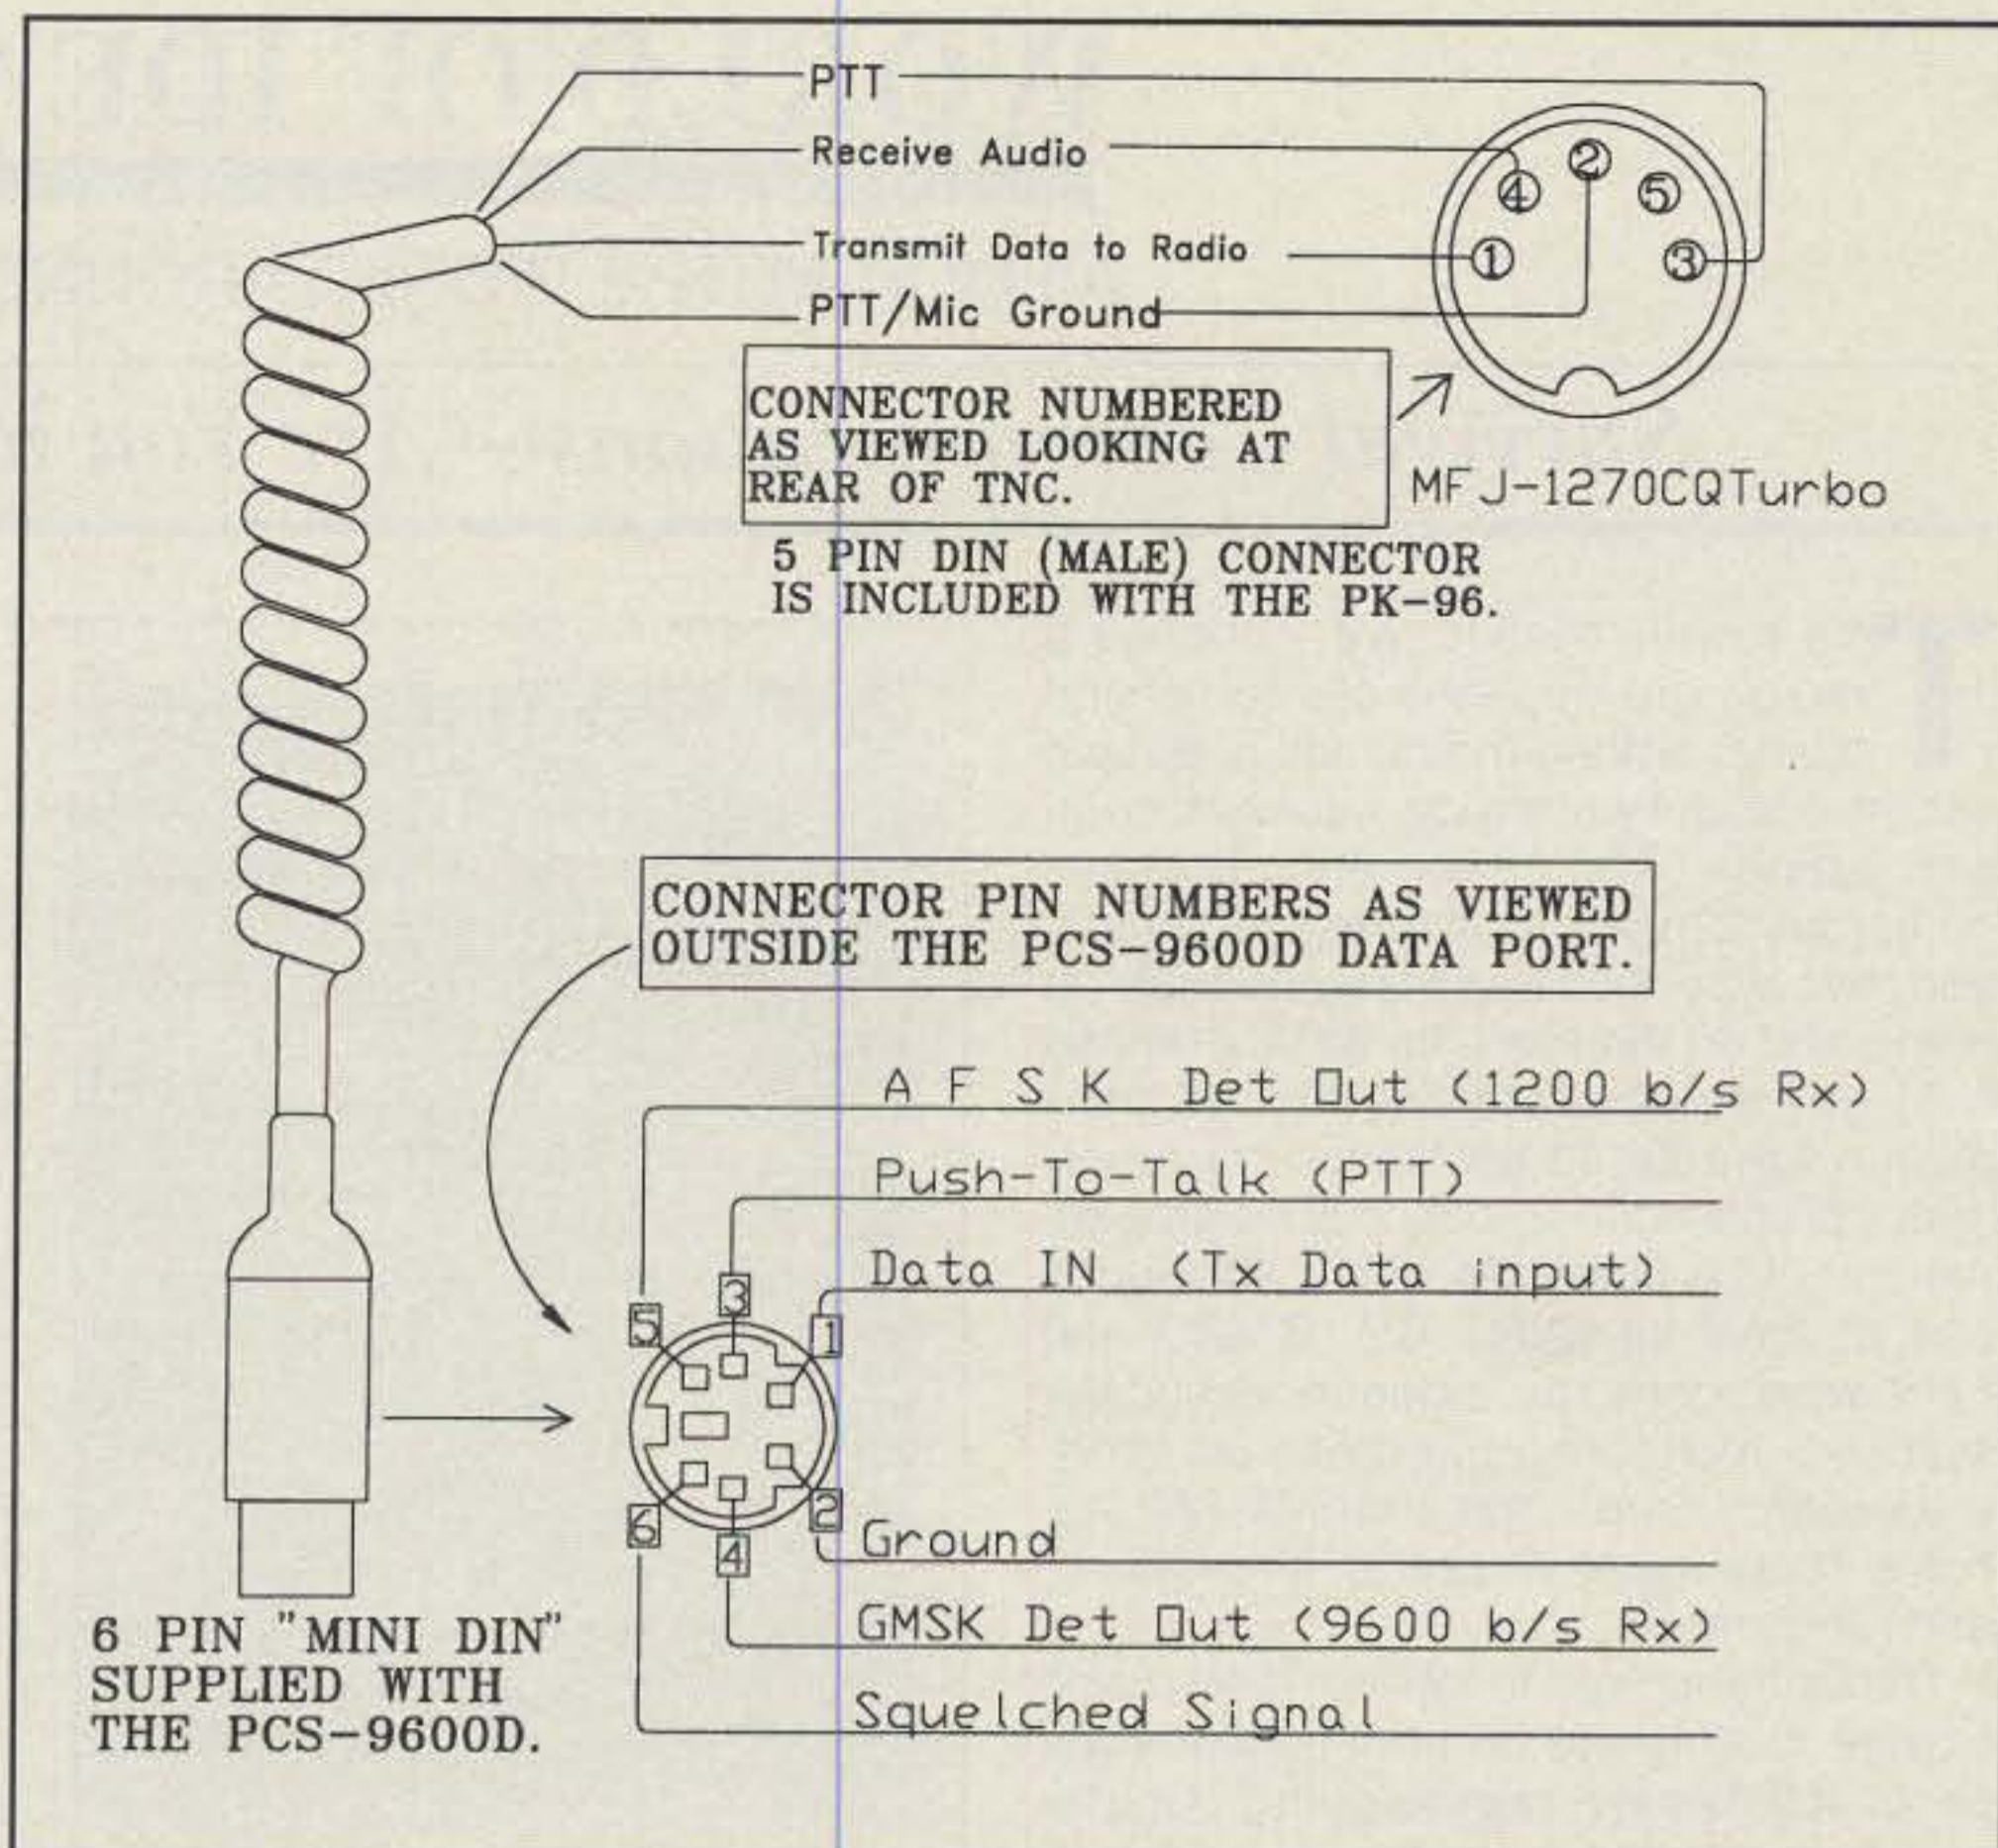 PTT
Receive Audio
Transmit Data to Radio
PTT/Mic Ground
2
4
5
1
3
CONNECTOR NUMBERED
AS VIEWED LOOKING AT
REAR OF TNC.
MFJ-1270CQTurbo
5 PIN DIN (MALE) CONNECTOR
IS INCLUDED WITH THE PK-96.
CONNECTOR PIN NUMBERS AS VIEWED
OUTSIDE THE PCS-9600D DATA PORT.
A F S K Det Out (1200 b/s Rx)
Push-To-Talk (PTT)
Data IN (Tx Data input)
3
5
1
6
4
2
Ground
GMSK Det Out (9600 b/s Rx)
Squelched Signal
6 PIN "MINI DIN"
SUPPLIED WITH
THE PCS-9600D.